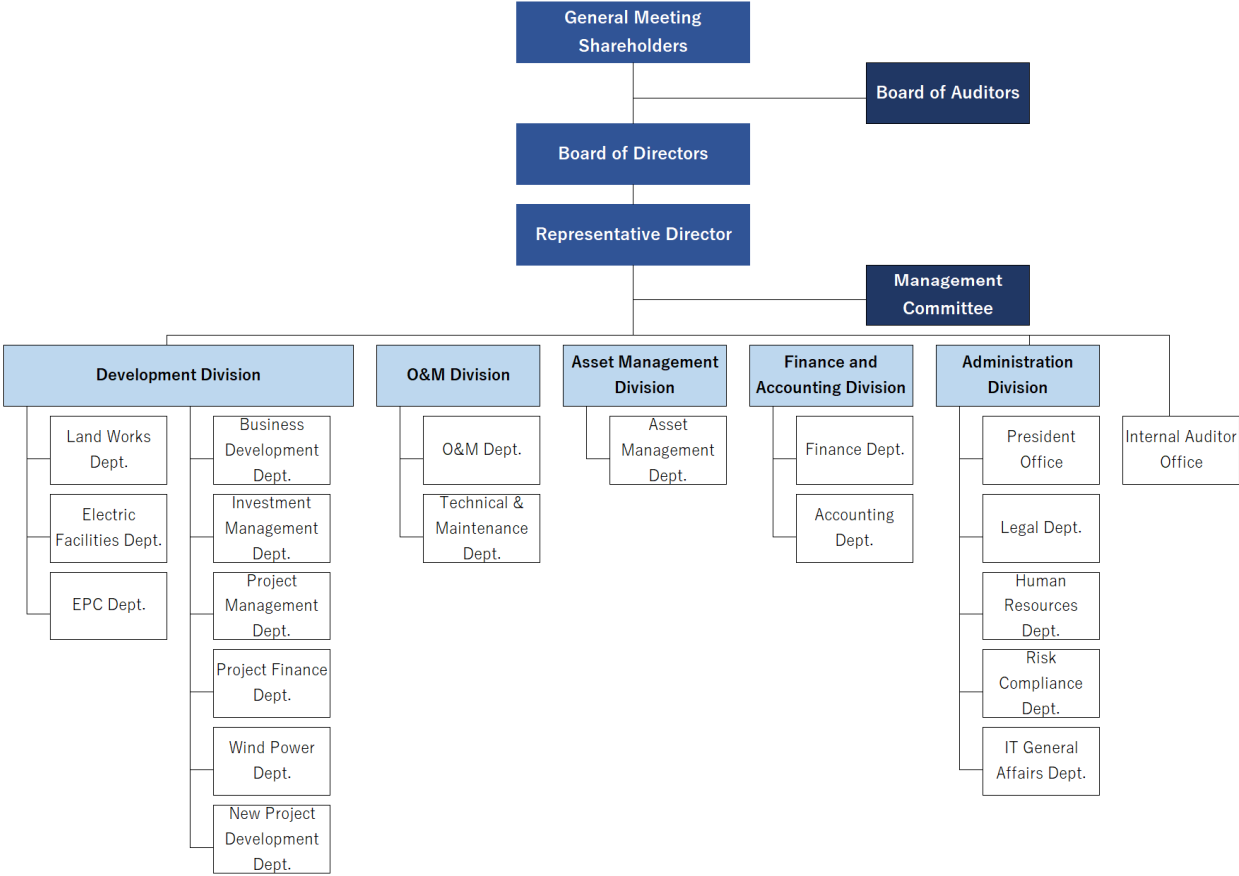 General Meeting
Shareholders
Board of Auditors
Board of Directors
Representative Director
Management
Committee
Development Division
Land Works
Dept.
Electric
Facilities Dept.
EPC Dept.
Business
Development
Dept.
Investment
Management
Dept.
Project
Management
Dept.
Project Finance
Dept.
Wind Power
Dept.
New Project
Development
Dept.
O&M Division
O&M Dept.
Technical &
Maintenance
Dept.
Asset Management
Division
Asset
Management
Dept.
Finance and
Accounting Division
Finance Dept.
Accounting
Dept.
Administration
Division
President
Office
Legal Dept.
Human
Resources
Dept.
Risk
Compliance
Dept.
IT General
Affairs Dept.
Internal Auditor
Office